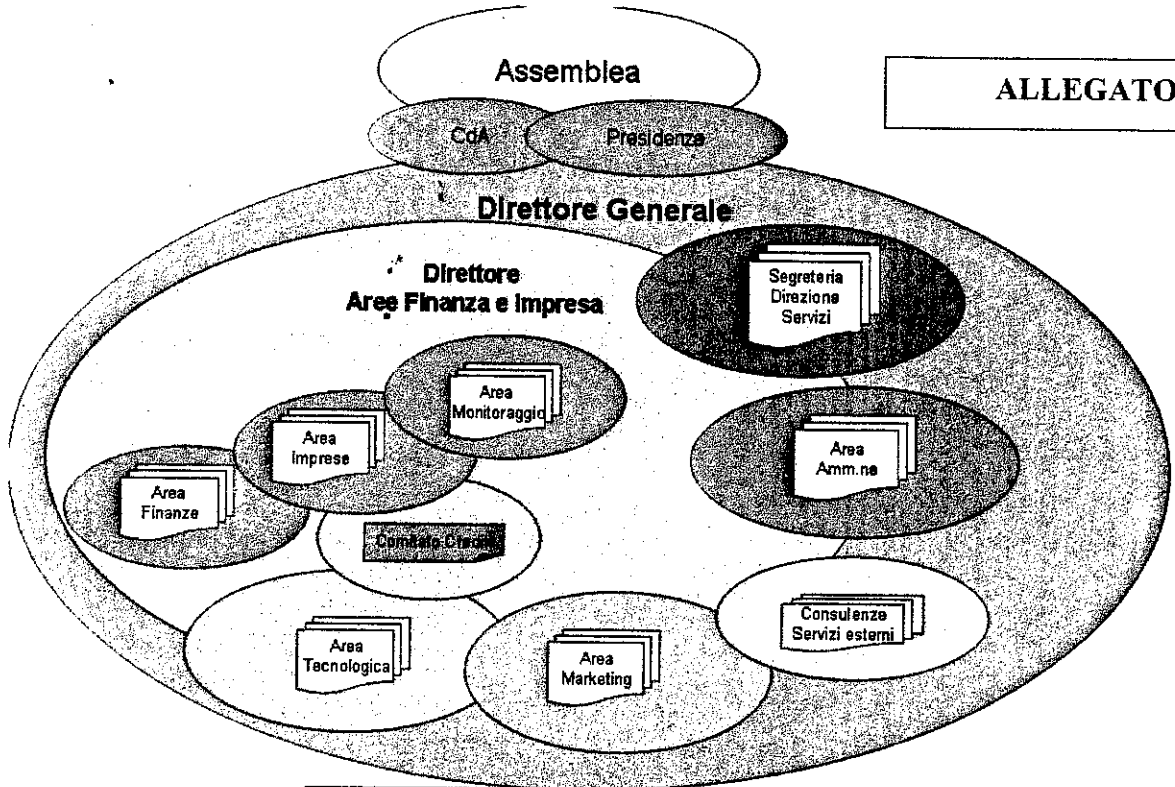 Assemblea
ALLEGATO
CdA
Presidenza
Direttore Generale
Direttore
Aree Finanza e Impresa
Segreteria
Direzione
Servizi
Area
Monitoraggio
Area
Imprese
Area
Amm.ne
Area
Finanze
Comitato
Consulenze
Servizi esterni
Area
Tecnologica
Area
Marketing